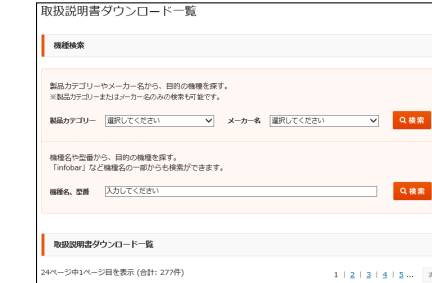 取扱説明書ダウンロード一覧
機種検索
製品カテゴリーやメーカー名から、目的の機種を探す。
※製品カテゴリーまたはメーカー名のみの検索も可能です。
製品カテゴリー 選択してください メーカー名 選択してください 検索
機種名や型番から、目的の機種を探す。
「infobar」など機種名の一部からも検索ができます。
機種名、型番 入力してください 検索
取扱説明書ダウンロード一覧
24ページ中1ページ目を表示 (合計: 277件) 1 | 2 | 3 | 4 | 5 ...